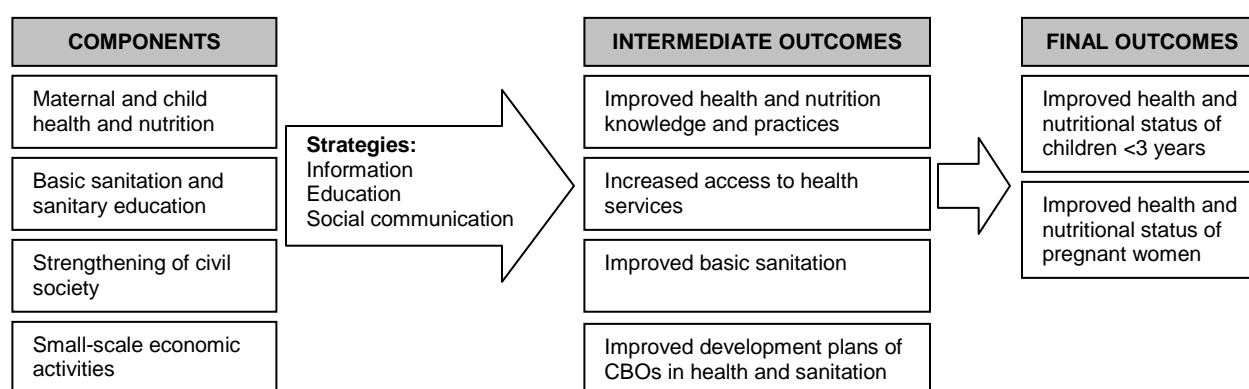 COMPONENTS
Maternal and child
health and nutrition
Basic sanitation and
sanitary education
Strengthening of civil
society
Small-scale economic
activities
Strategies:
Information
Education
Social communication
INTERMEDIATE OUTCOMES
Improved health and nutrition
knowledge and practices
Increased access to health
services
Improved basic sanitation
Improved development plans of
CBOs in health and sanitation
FINAL OUTCOMES
Improved health and
nutritional status of
children <3 years
Improved health and
nutritional status of
pregnant women